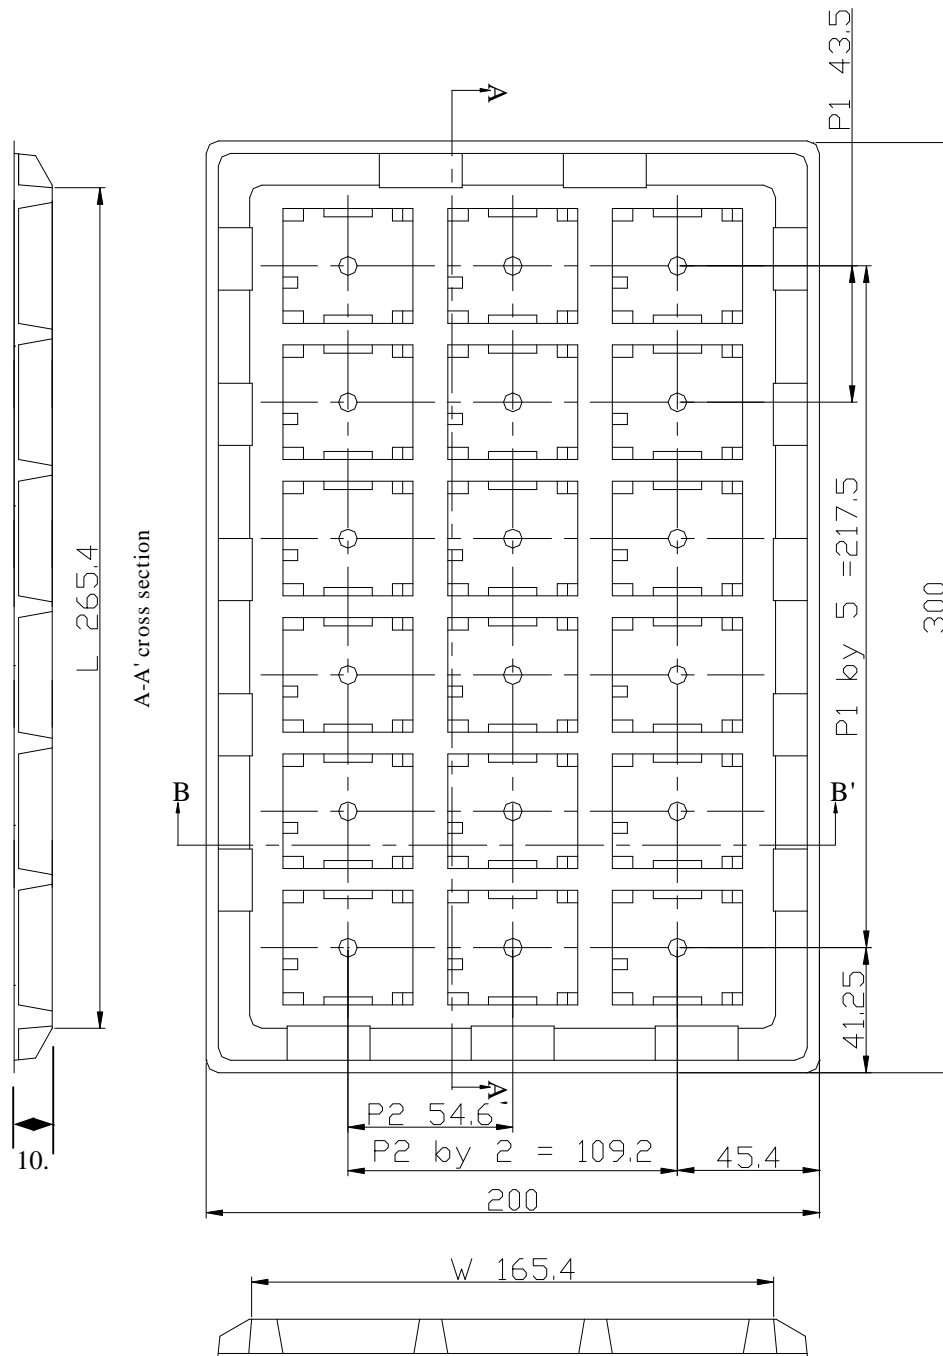 P1 43.5
A
L 265.4
A-A' cross section
P1 by 5 =217.5
300
B
B'
41.25
A'
10.
P2 54.6
P2 by 2 = 109.2
45.4
200
W 165.4